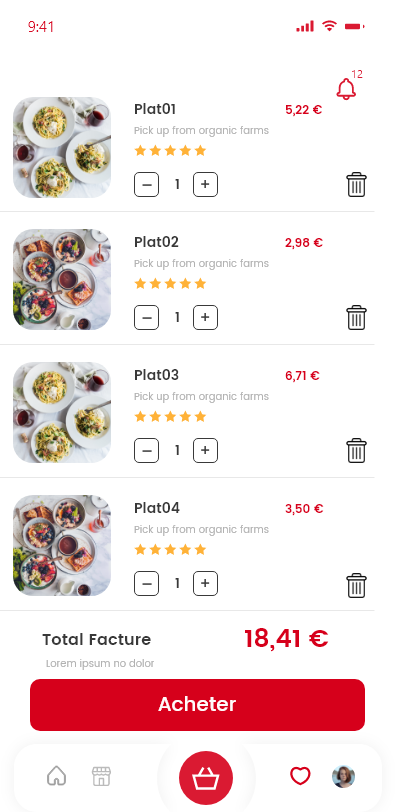 9:41
12
Plat01
5,22 €
Pick up from organic farms
1
Plat02
2,98 €
Pick up from organic farms
1
Plat03
6,71 €
Pick up from organic farms
1
Plat04
3,50 €
Pick up from organic farms
1
Total Facture
18,41 €
Lorem ipsum no dolor
Acheter